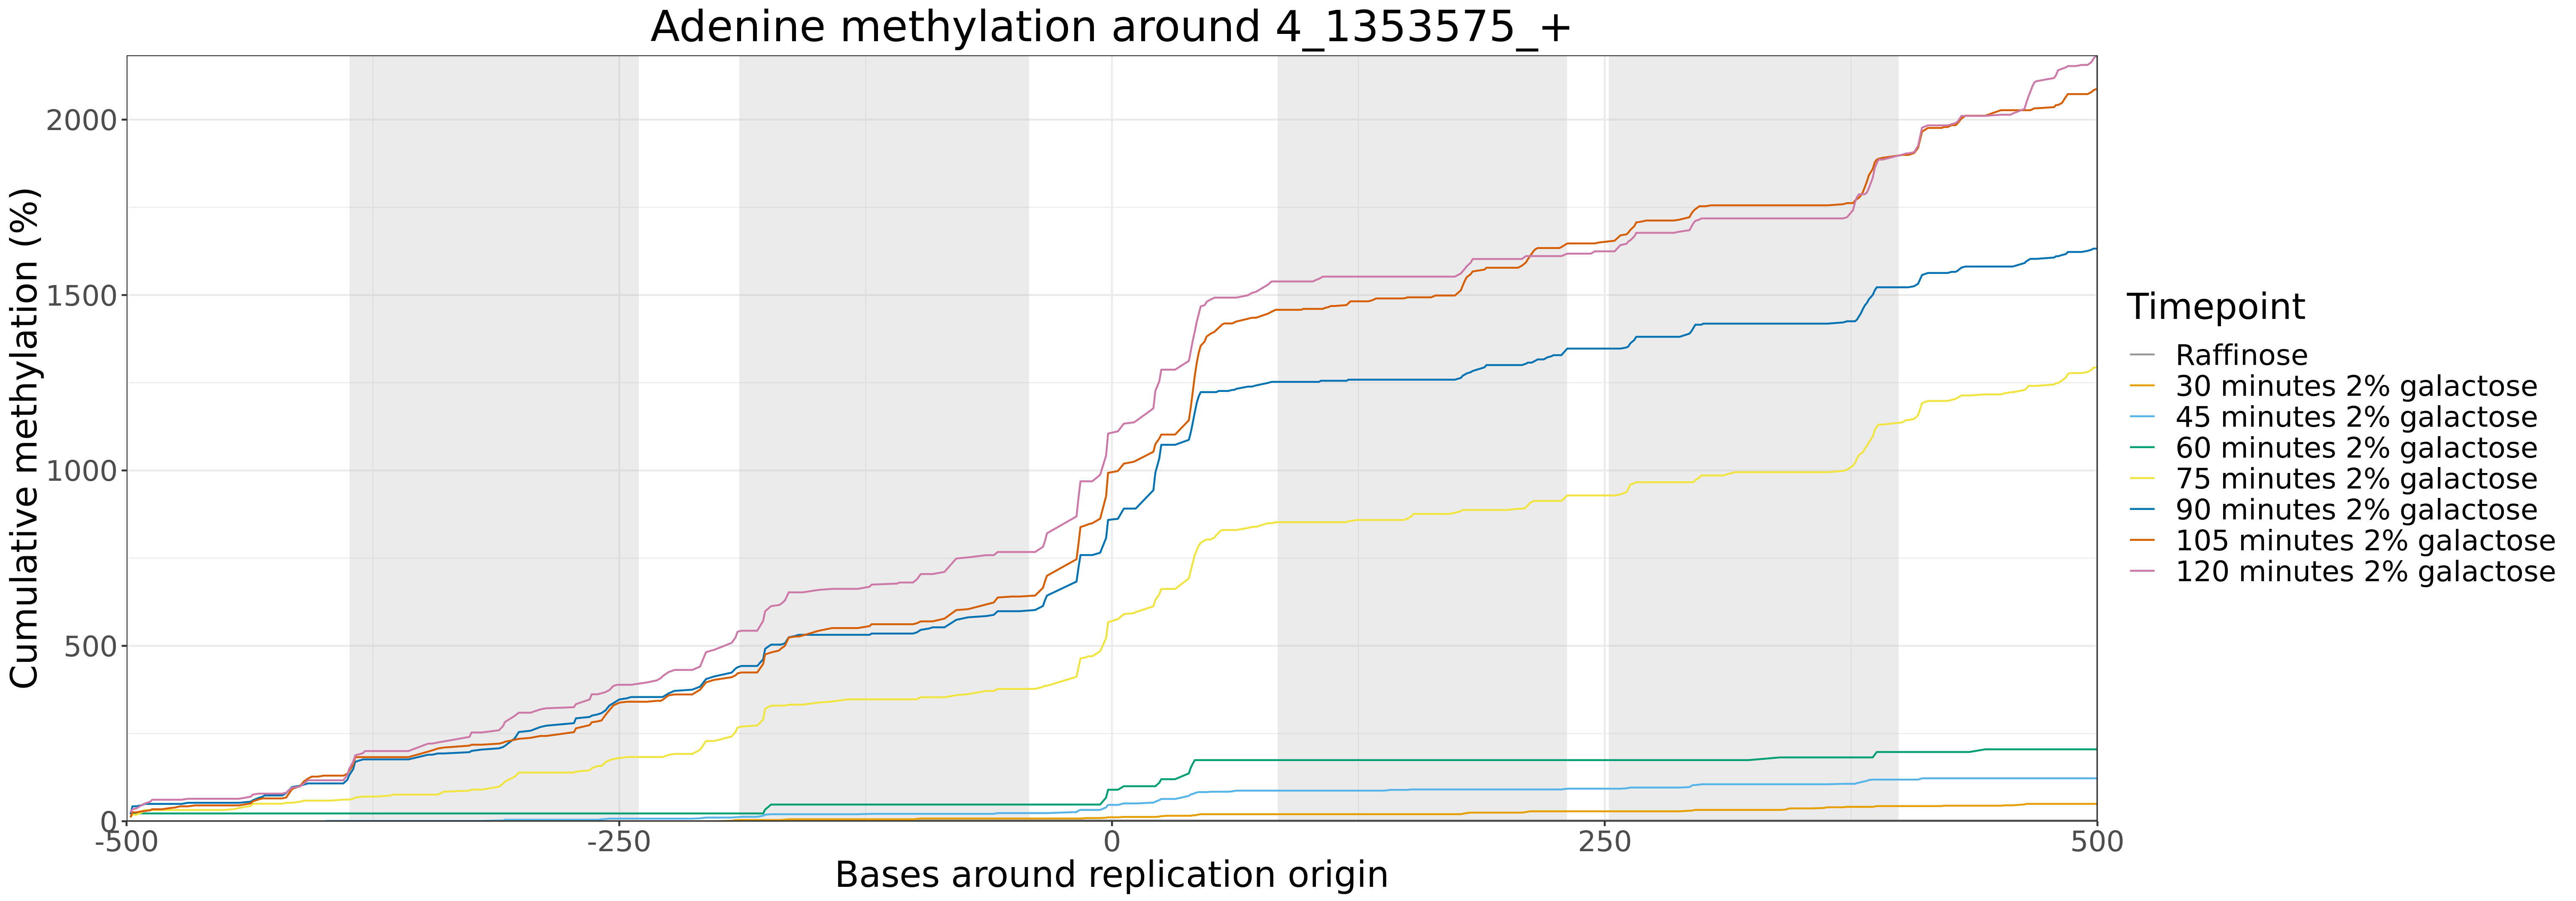 Adenine methylation around 4_1353575_+
Cumulative methylation (%)
2000
1500
1000
500
0
-500
-250
0
250
500
Bases around replication origin
Timepoint
Raffinose
30 minutes 2% galactose
45 minutes 2% galactose
60 minutes 2% galactose
75 minutes 2% galactose
90 minutes 2% galactose
105 minutes 2% galactose
120 minutes 2% galactose